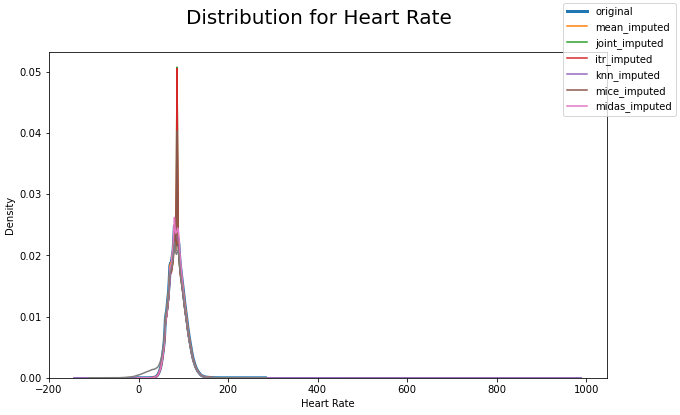 Distribution for Heart Rate
original
mean_imputed
joint_imputed
itr_imputed
knn_imputed
mice_imputed
midas_imputed
0.05
0.04
0.03
0.02
0.01
0.00
Density
−200
0
200
400
600
800
1000
Heart Rate